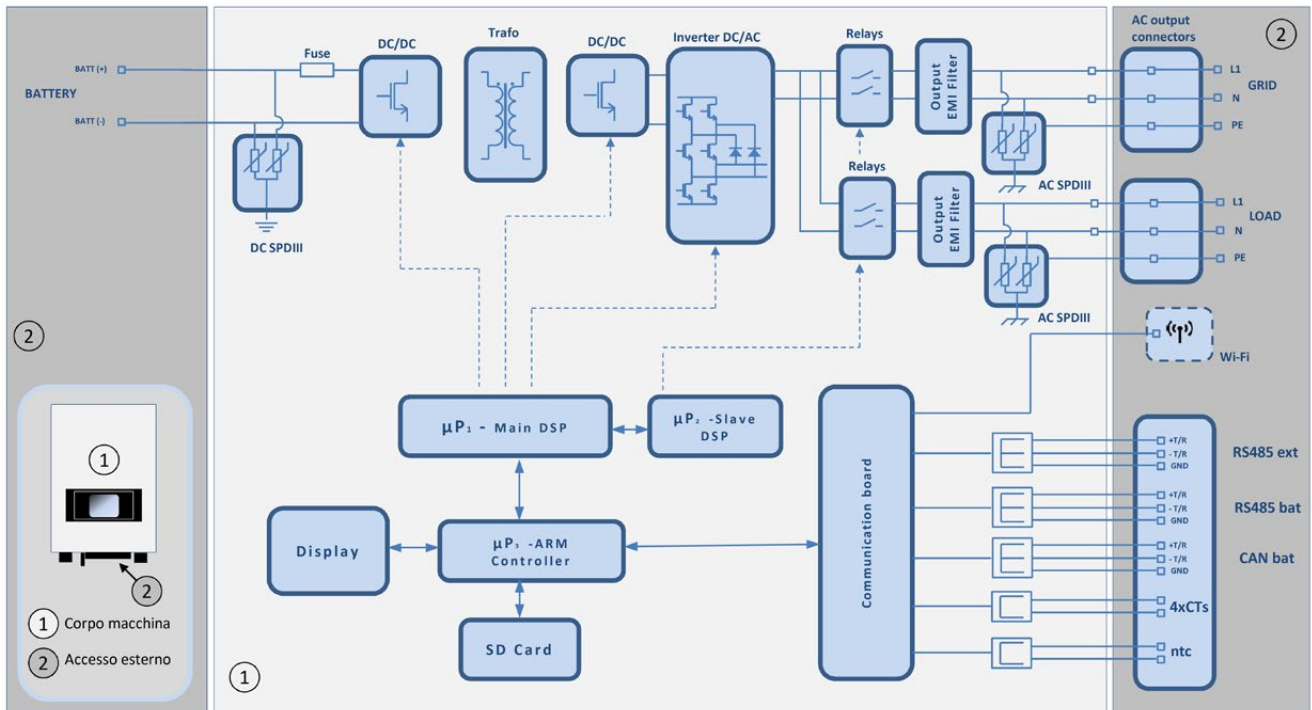 BATT (+)
BATTERY
BATT (-)
DC SPDIII
Fuse
DC/DC
Trafo
DC/DC
Inverter DC/AC
Relays
Output
EMI Filter
AC SPDIII
Relays
Output
EMI Filter
AC SPDIII
AC output
connectors
2
L1
GRID
N
PE
L1
LOAD
N
PE
Wi-Fi
µP1 - Main DSP
µP2 -Slave
DSP
Display
µP3 -ARM
Controller
SD Card
Communication board
+T/R
- T/R
GND
RS485 ext
+T/R
- T/R
GND
RS485 bat
+T/R
- T/R
GND
CAN bat
4xCTs
ntc
2
1
2
1 Corpo macchina
2 Accesso esterno
1